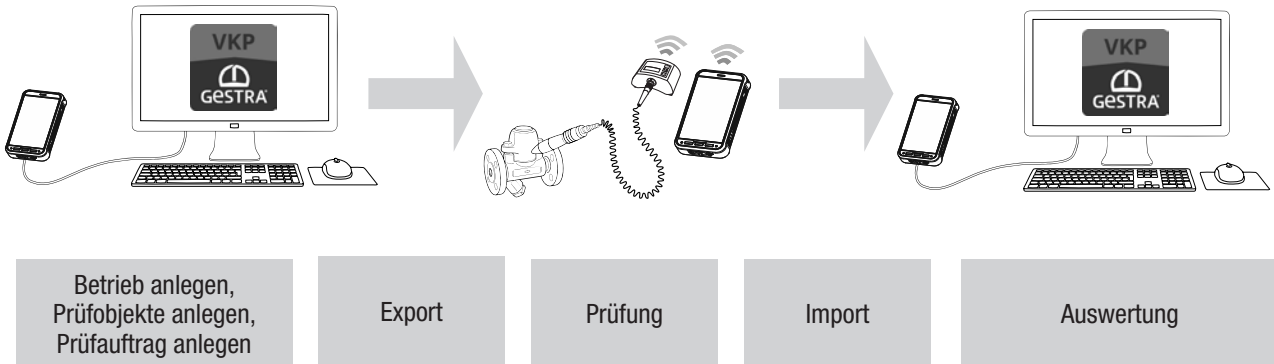 VKP
GESTRA
VKP
GESTRA
Betrieb anlegen,
Prüfobjekte anlegen,
Prüfauftrag anlegen
Export
Prüfung
Import
Auswertung